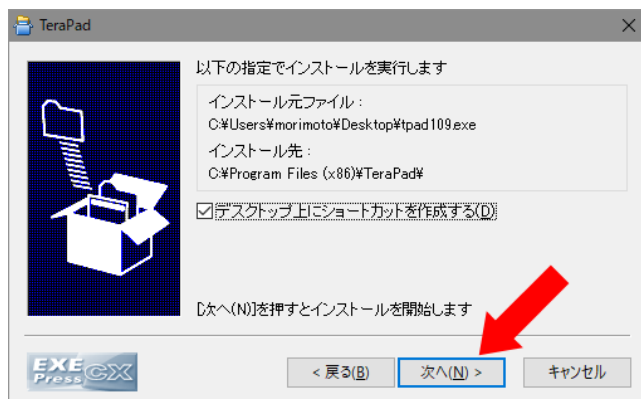 TeraPad
以下の指定でインストールを実行します
インストール元ファイル：
C:¥Users¥morimoto¥Desktop¥tpad109.exe
インストール先：
C:¥Program Files (x86)¥TeraPad¥
デスクトップ上にショートカットを作成する(D)
[次へ(N)]を押すとインストールを開始します
EXE
Press CX
< 戻る(B)
次へ(N) >
キャンセル